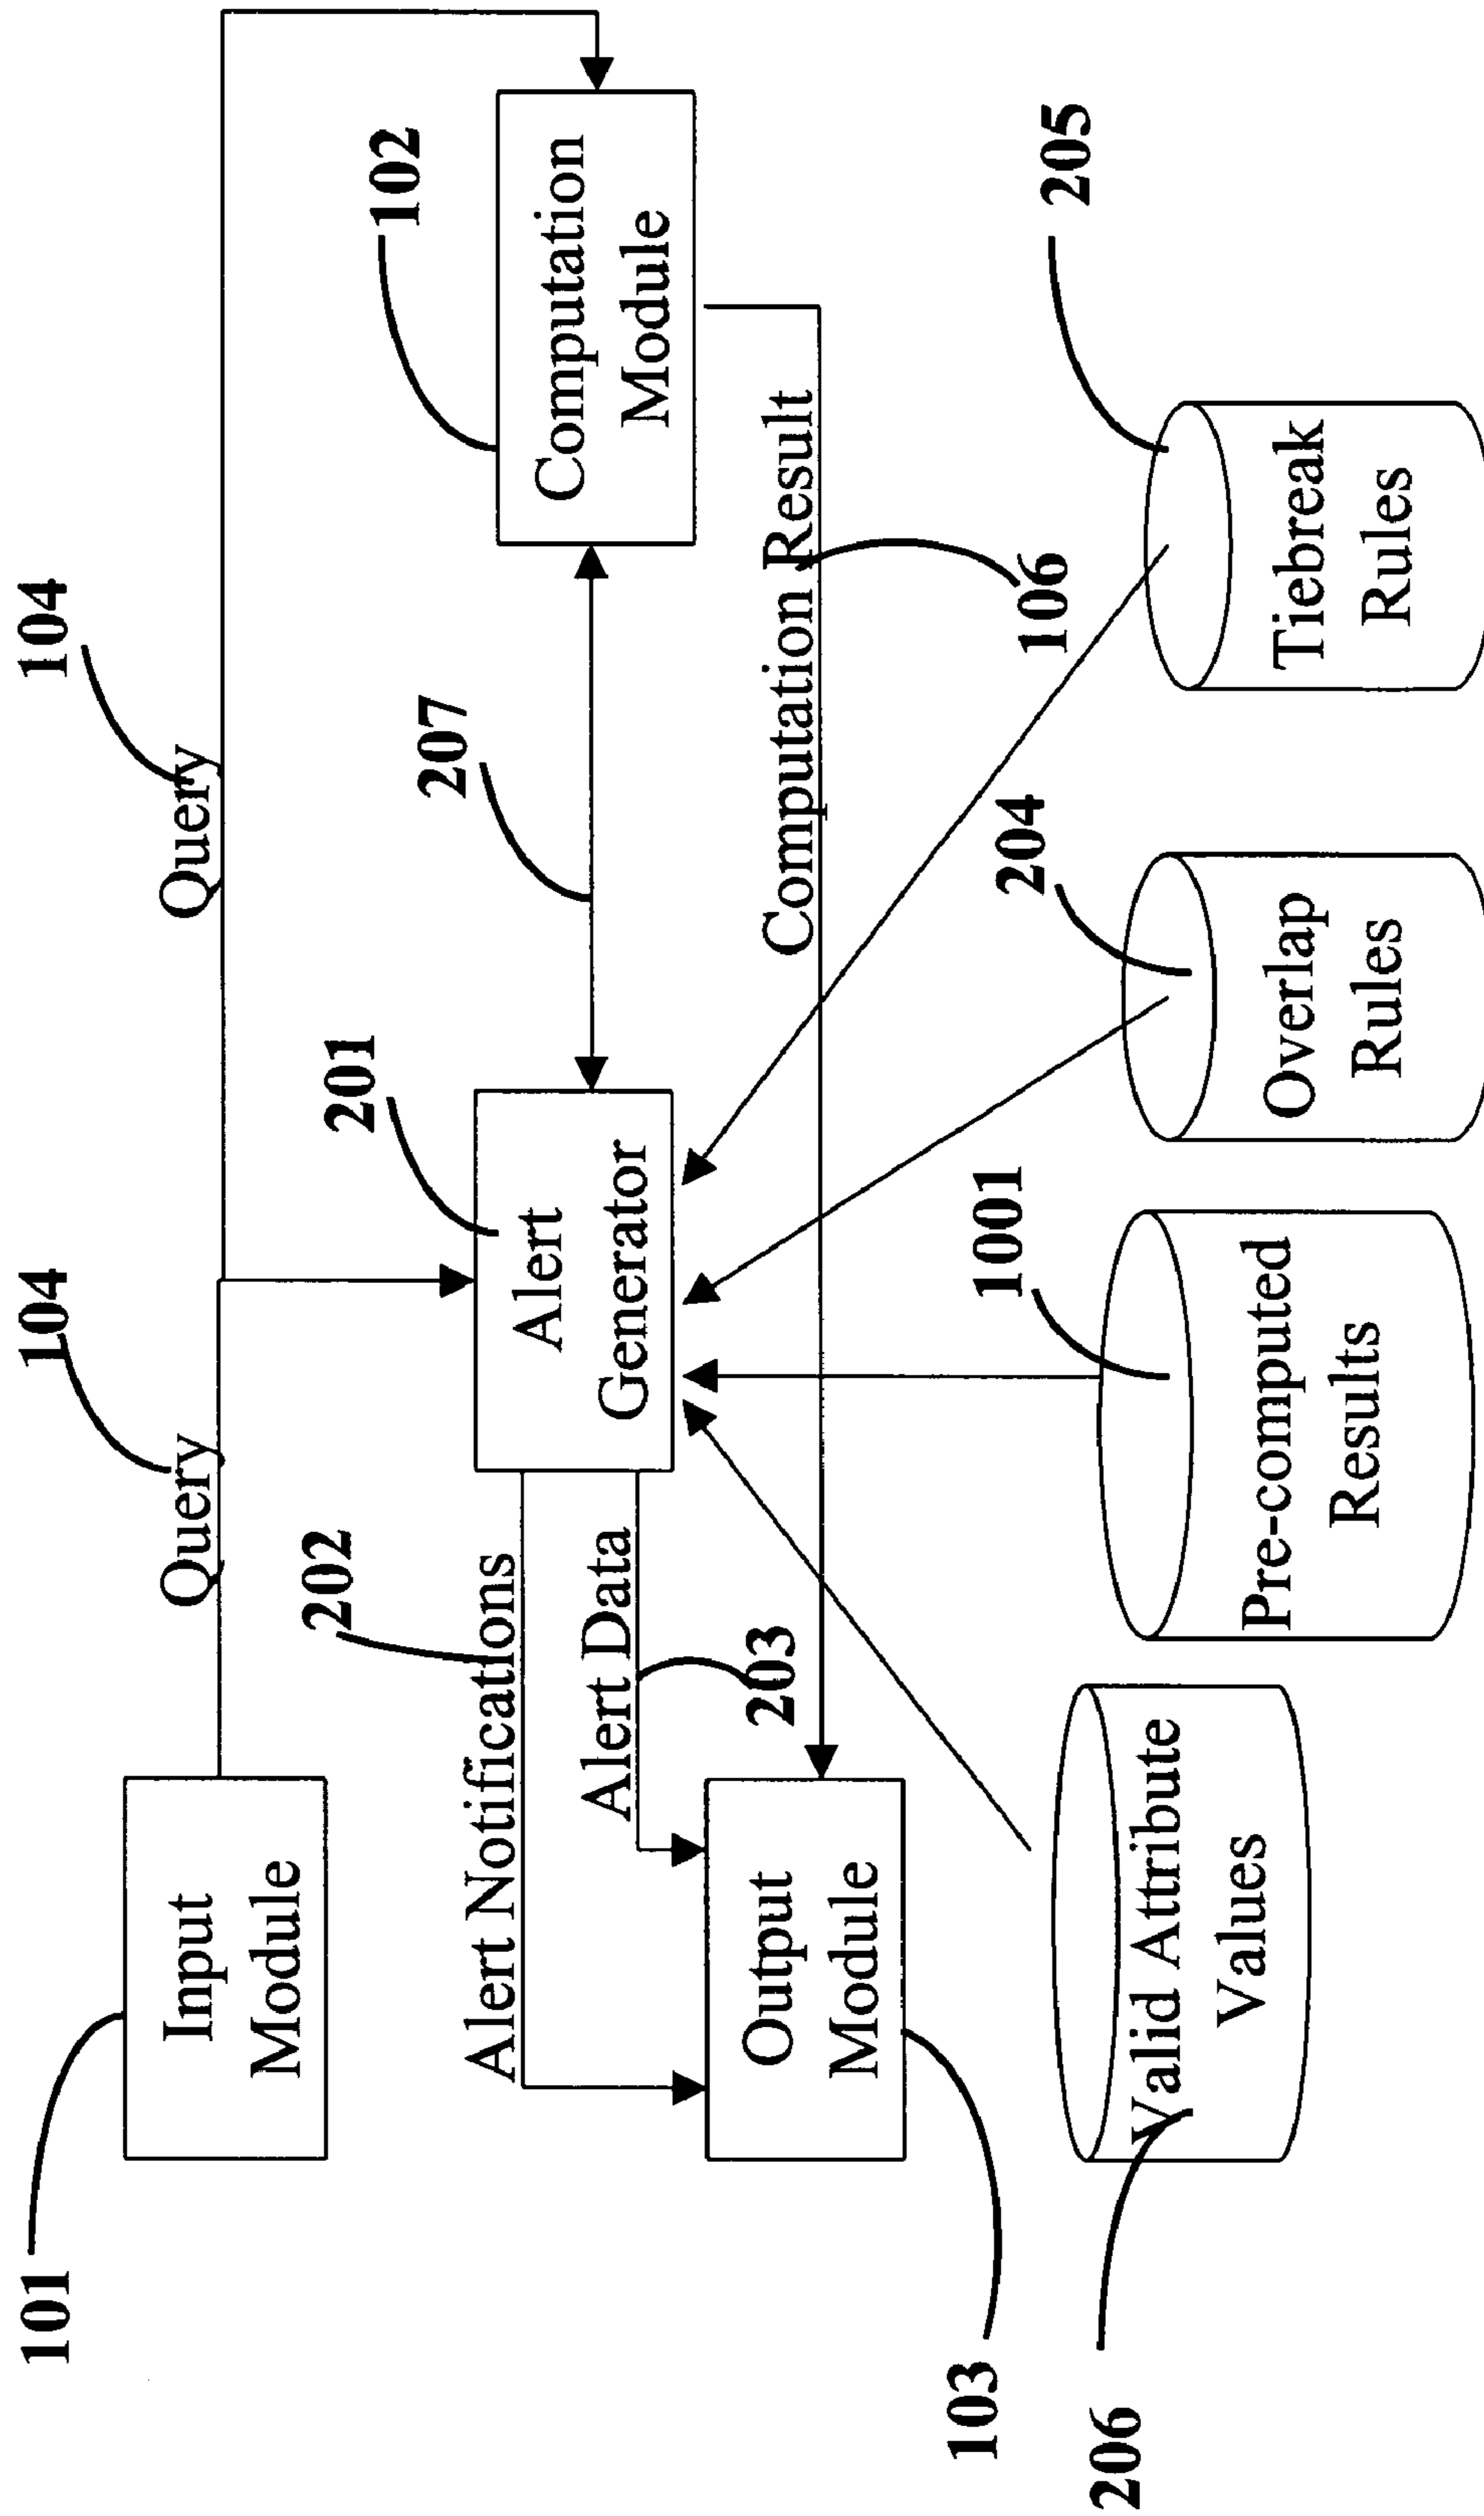 104
104
Query
Query
101
Input
Module
102
Computation
Module
207
201
Alert
Generator
202
Alert Notifications
Alert Data
203
Computation Result
106
Output
Module
103
206
Valid Attribute
Values
1001
Pre-computed
Results
204
Overlap
Rules
205
Tiebreak
Rules